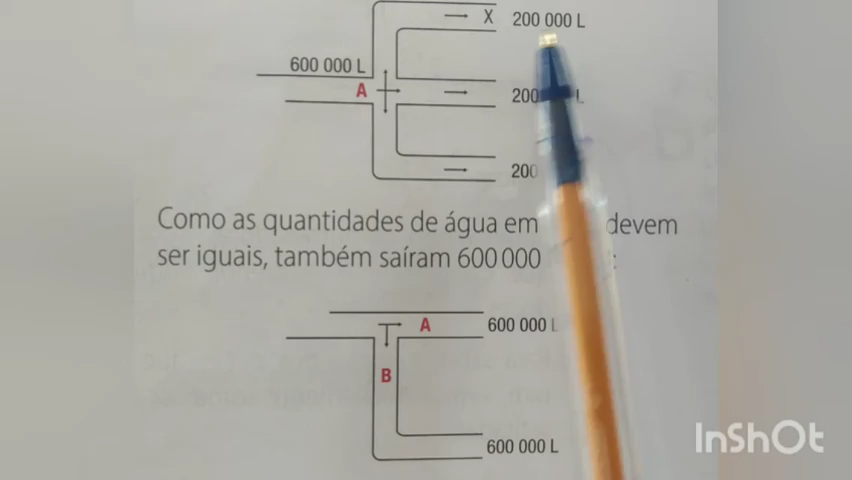 X 200 000 L
600 000 L
A 200 L
200
Como as quantidades de água em devem
ser iguais, também saíram 600 000 :
A 600 000 L
B
600 000 L
InShOt